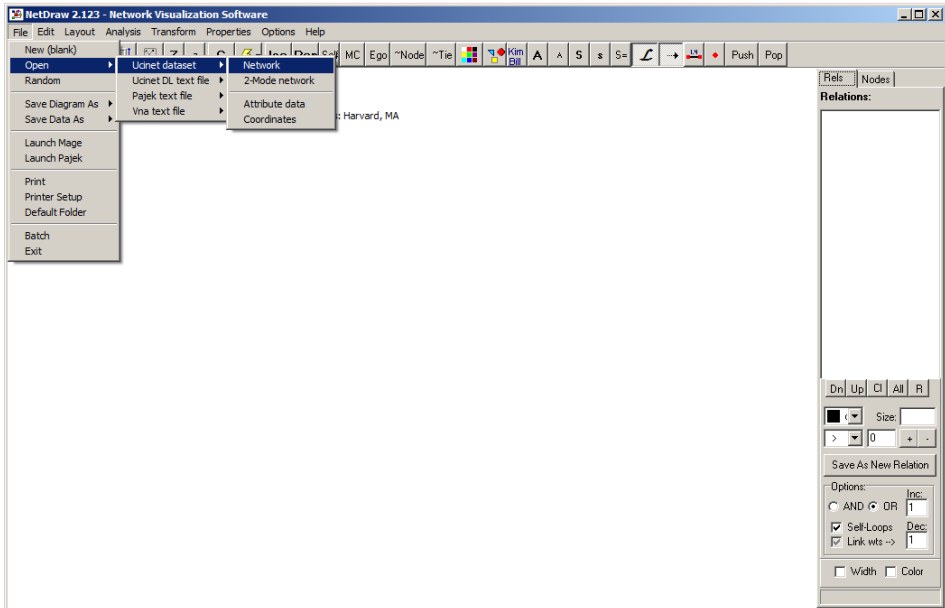 NetDraw 2.123 - Network Visualization Software
File Edit Layout Analysis Transform Properties Options Help
MC Ego ~Node ~Tie Kim Bill A A S s S= L Push Pop
New (blank)
Open
Random
Save Diagram As
Save Data As
Launch Mage
Launch Pajek
Print
Printer Setup
Default Folder
Batch
Exit
Ucinet dataset
Ucinet DL text file
Pajek text file
Vna text file
Network
2-Mode network
Attribute data
Coordinates
: Harvard, MA
Rels Nodes
Relations:
Dn Up Cl All R
Size:
> 0 + -
Save As New Relation
Options:
Inc:
AND OR 1
Self-Loops Dec:
Link wts --> 1
Width Color